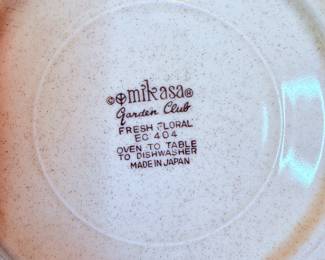 © mikasa®
Garden Club
FRESH FLORAL
EC 404
OVEN TO TABLE
TO DISHWASHER
MADE IN JAPAN